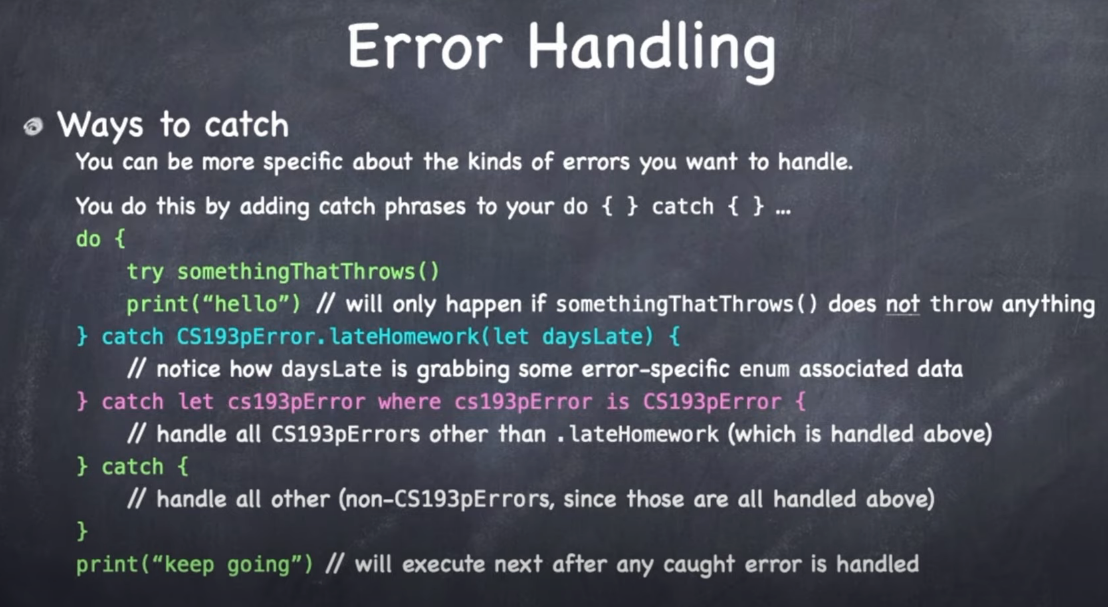 Error Handling
Ways to catch
You can be more specific about the kinds of errors you want to handle.
You do this by adding catch phrases to your do { } catch { } ...
do {
try somethingThatThrows()
print(“hello”) // will only happen if somethingThatThrows() does not throw anything
} catch CS193pError.lateHomework(let daysLate) {
// notice how daysLate is grabbing some error-specific enum associated data
} catch let cs193pError where cs193pError is CS193pError {
// handle all CS193pErrors other than .lateHomework (which is handled above)
} catch {
// handle all other (non-CS193pErrors, since those are all handled above)
}
print(“keep going”) // will execute next after any caught error is handled